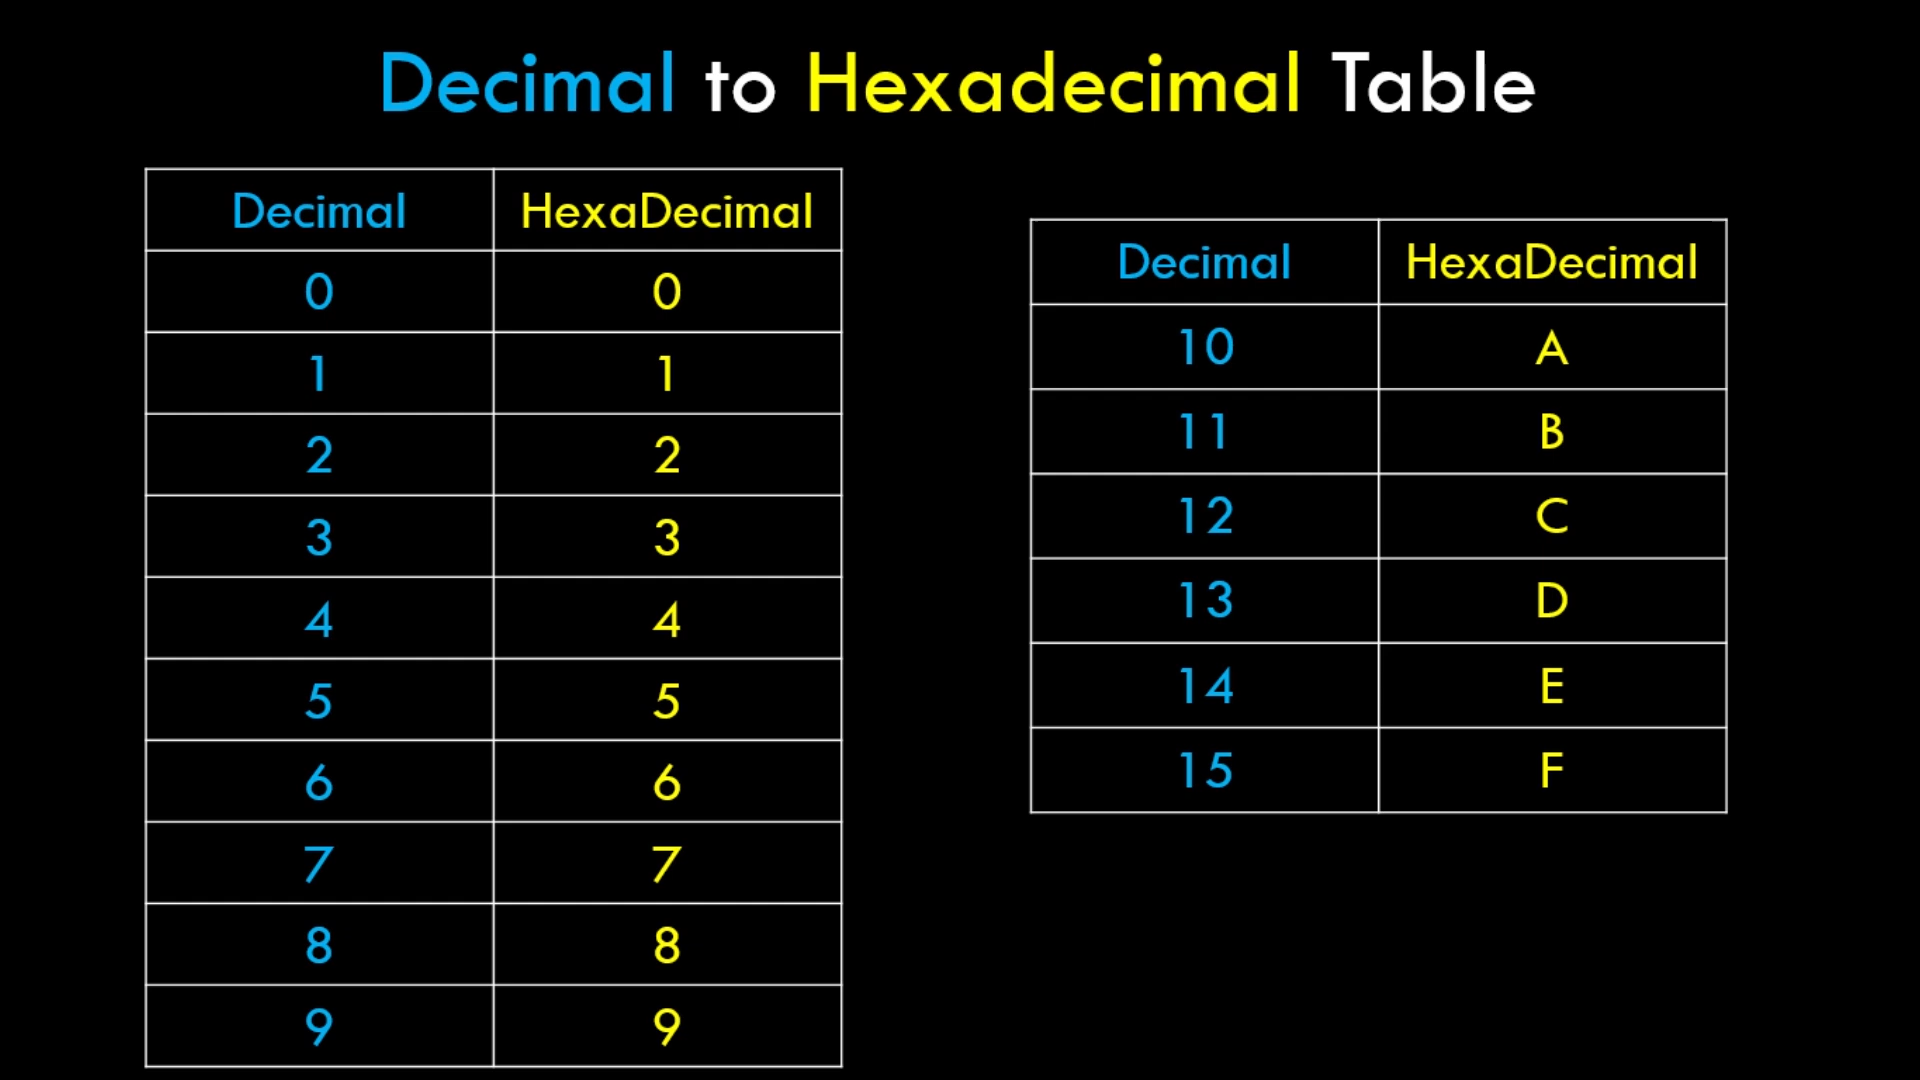 Decimal to Hexadecimal Table
Decimal HexaDecimal
0 0
1 1
2 2
3 3
4 4
5 5
6 6
7 7
8 8
9 9
Decimal HexaDecimal
10 A
11 B
12 C
13 D
14 E
15 F